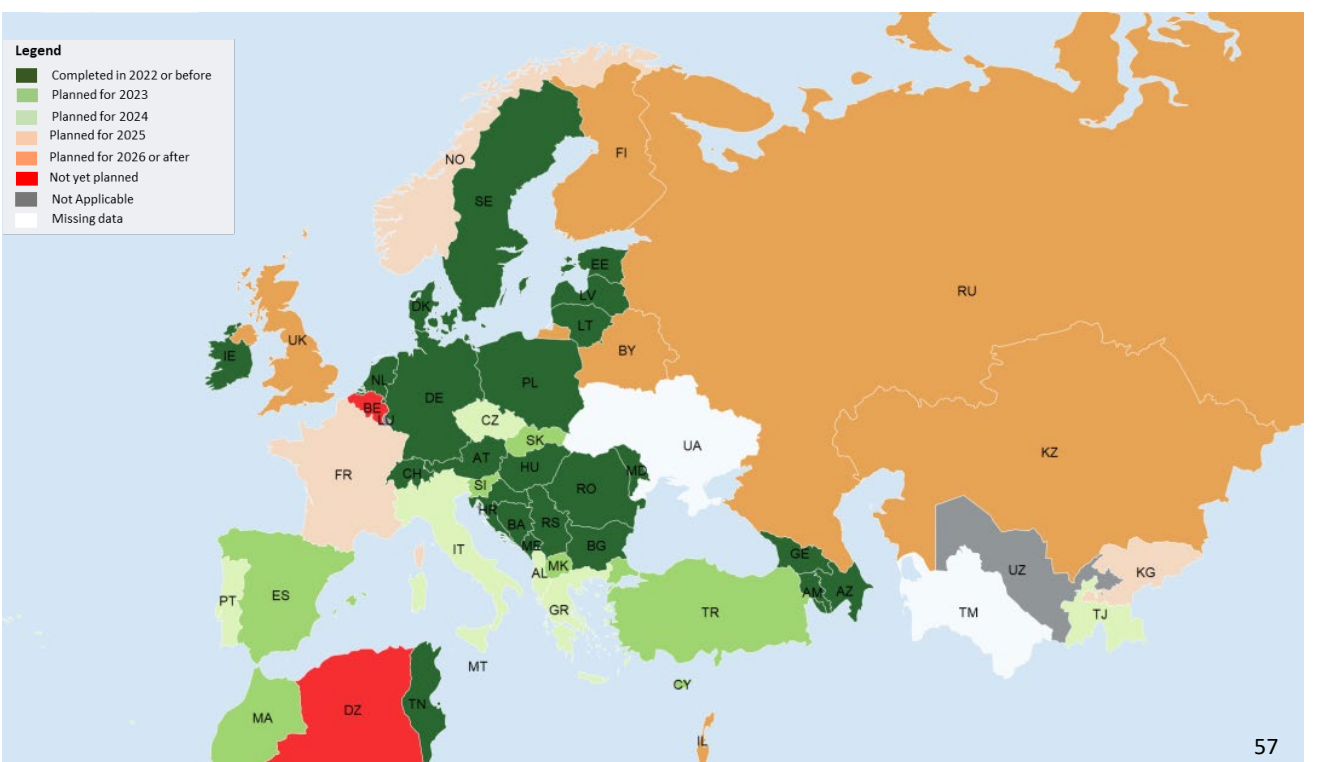 Legend
Completed in 2022 or before
Planned for 2023
Planned for 2024
Planned for 2025
Planned for 2026 or after
Not yet planned
Not Applicable
Missing data
NO
FI
SE
EE
RU
LV
DK
LT
UK
IE
BY
NL
PL
DE
BE
LU
CZ
SK
UA
KZ
AT
HU
CH
FR
MD
RO
SI
HR
BA
RS
ME
BG
IT
GE
AL
MK
UZ
KG
AM
AZ
ES
PT
GR
TR
TM
TJ
MT
CY
TN
DZ
MA
IL
57